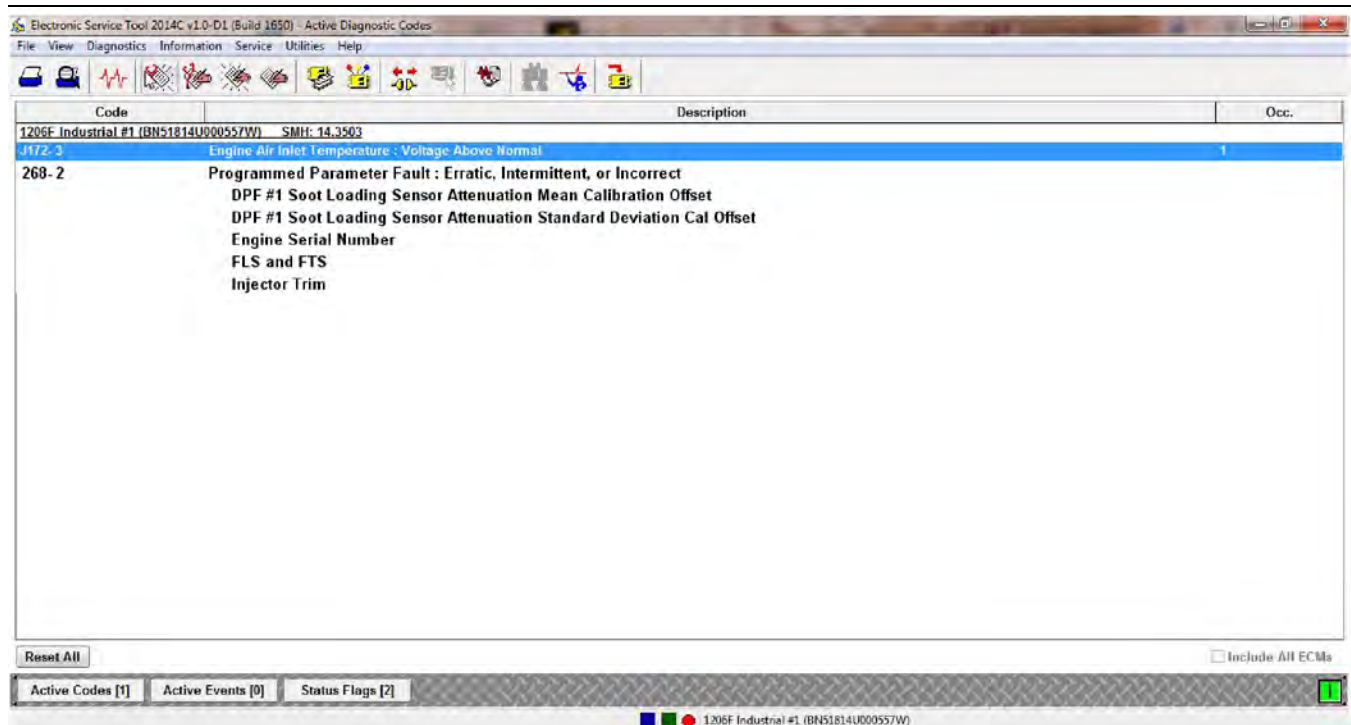 Electronic Service Tool 2014C v1.0-D1 (Build 1650) - Active Diagnostic Codes
File View Diagnostics Information Service Utilities Help
Code Description Occ.
1206F Industrial #1 (BN51814U000557W) SMH: 14.3503
J172- 3 Engine Air Inlet Temperature : Voltage Above Normal 1
268- 2 Programmed Parameter Fault : Erratic, Intermittent, or Incorrect
DPF #1 Soot Loading Sensor Attenuation Mean Calibration Offset
DPF #1 Soot Loading Sensor Attenuation Standard Deviation Cal Offset
Engine Serial Number
FLS and FTS
Injector Trim
Reset All Include All ECMs
Active Codes [1] Active Events [0] Status Flags [2]
1206F Industrial #1 (BN51814U000557W)